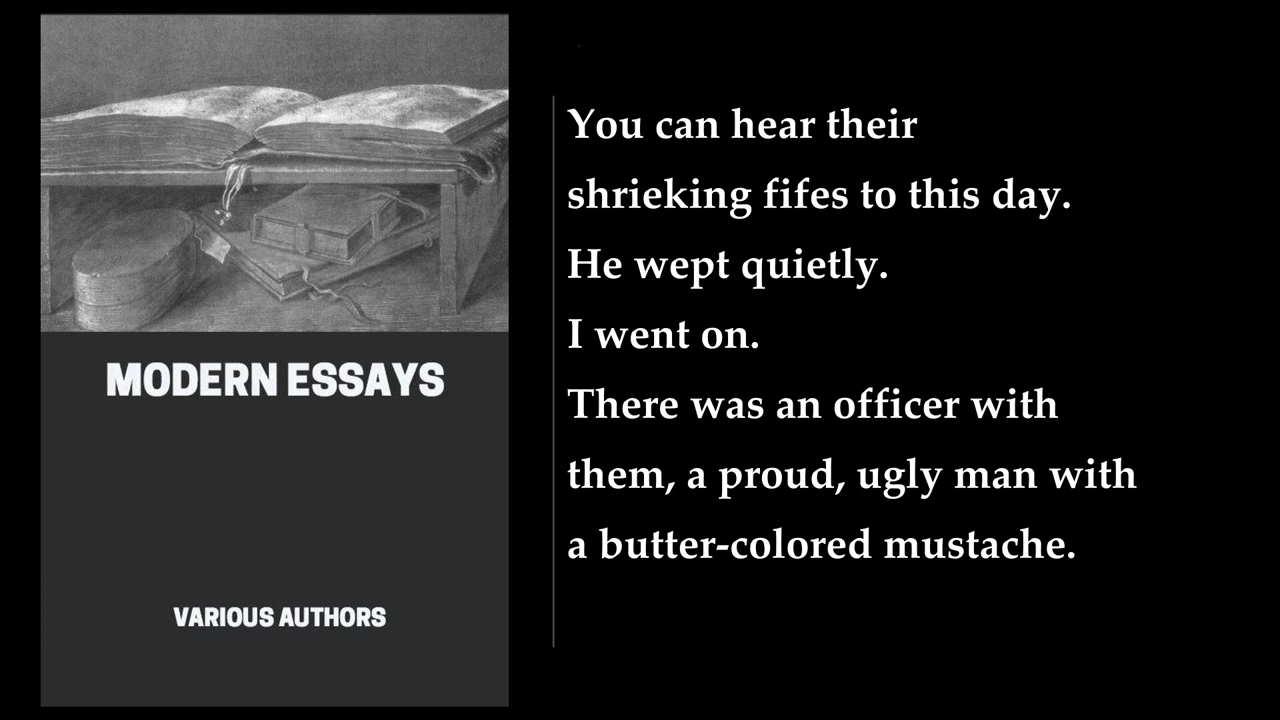 MODERN ESSAYS
VARIOUS AUTHORS
You can hear their
shrieking fifes to this day.
He wept quietly.
I went on.
There was an officer with
them, a proud, ugly man with
a butter-colored mustache.